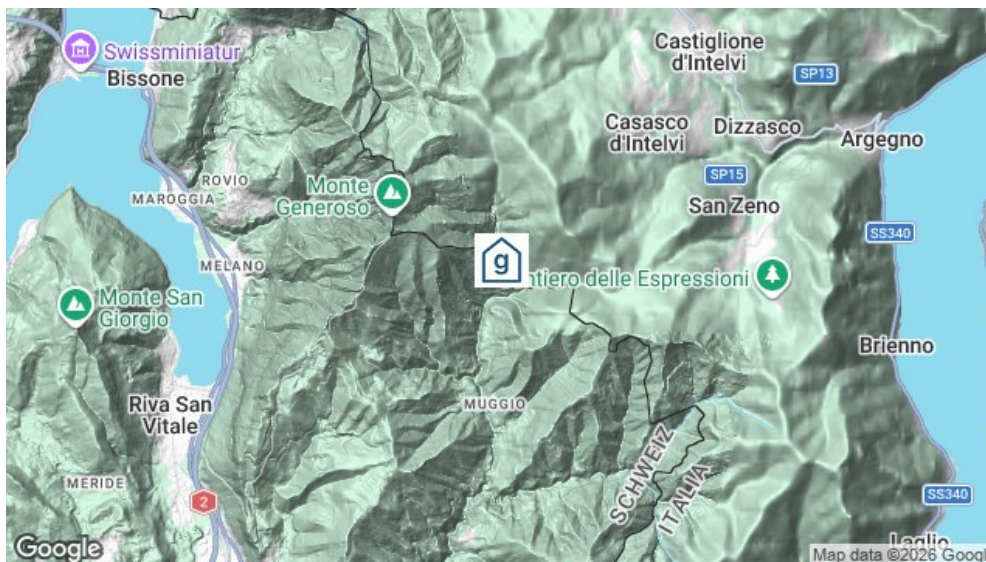 Swissminiatur
Bissone
Castiglione
d'Intelvi
SP13
Casasco
d'Intelvi
Dizzasco
Argegno
ROVIO
MAROGGIA
Monte
Generoso
SP15
San Zeno
SS340
MELANO
g
ntiero delle Espressioni
Monte San
Giorgio
Brienno
Riva San
Vitale
MUGGIO
SCHWEIZ
ITALIA
MERIDE
2
SS340
Laglio
Google
Map data ©2026 Googl